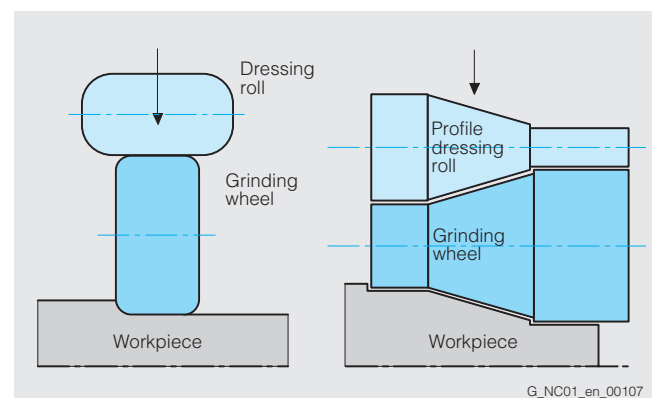 Dressing
roll
Grinding
wheel
Workpiece
Profile
dressing
roll
Grinding
wheel
Workpiece
G_NC01_en_00107